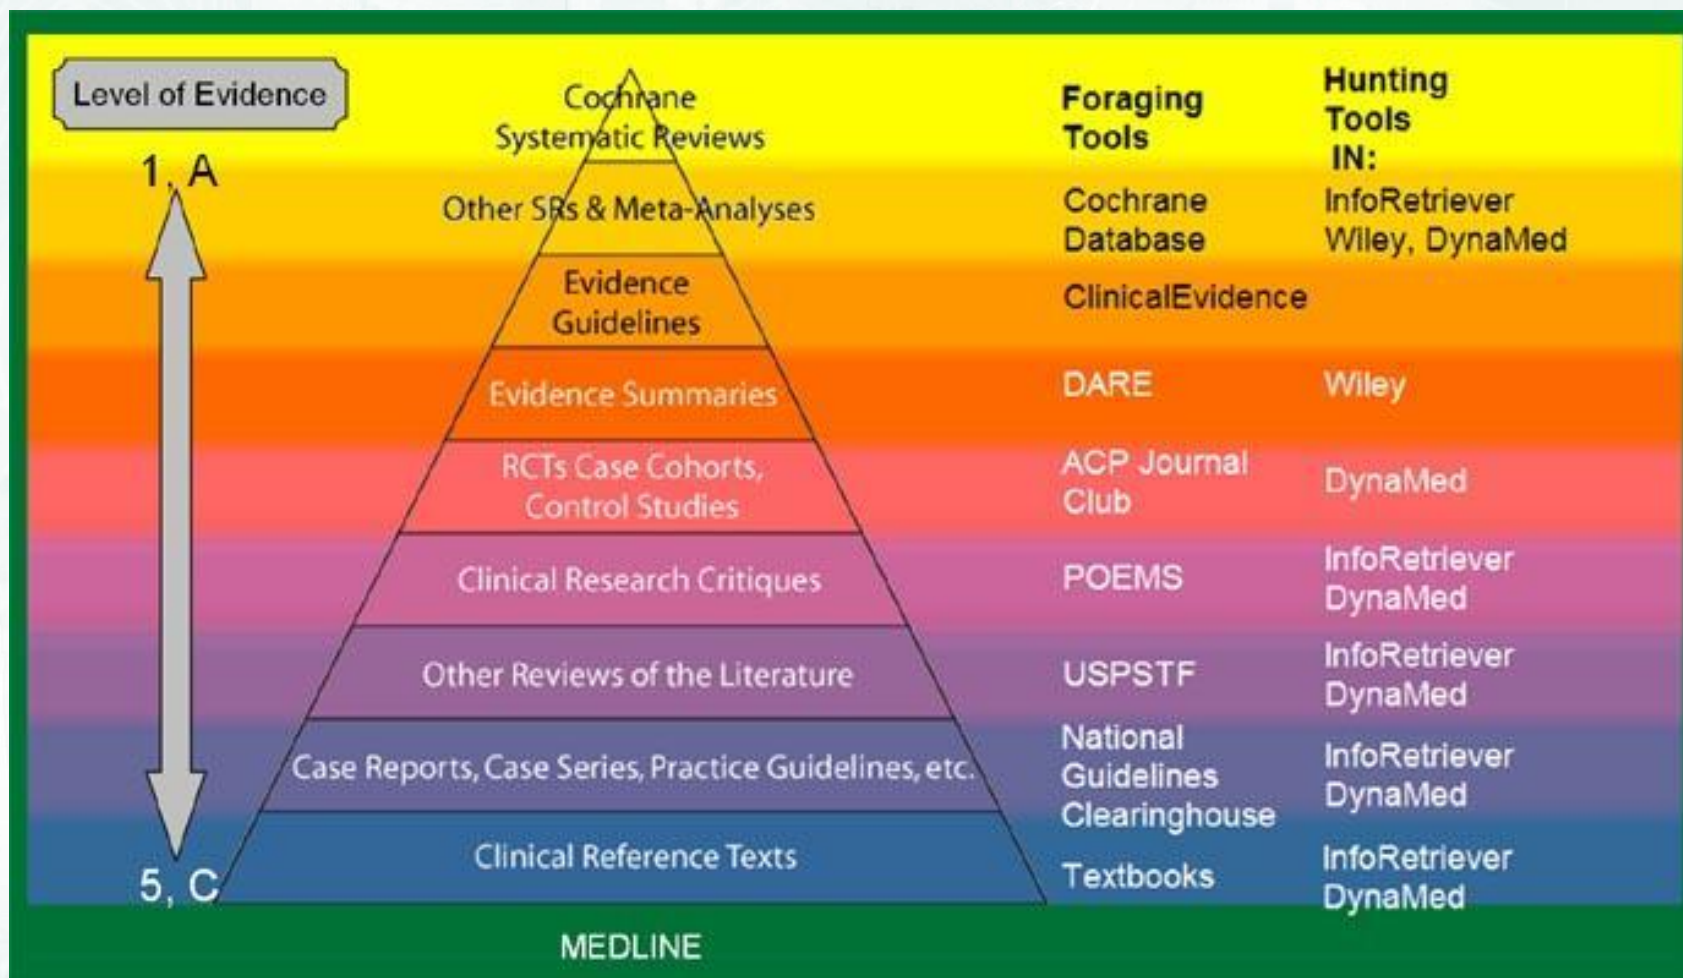 Level of Evidence
1, A
5, C
Cochrane
Systematic Reviews
Other SRs & Meta-Analyses
Evidence
Guidelines
Evidence Summaries
RCTs Case Cohorts,
Control Studies
Clinical Research Critiques
Other Reviews of the Literature
Case Reports, Case Series, Practice Guidelines, etc.
Clinical Reference Texts
MEDLINE
Foraging
Tools
Cochrane
Database
ClinicalEvidence
DARE
ACP Journal
Club
POEMS
USPSTF
National
Guidelines
Clearinghouse
Textbooks
Hunting
Tools
IN:
InfoRetriever
Wiley, DynaMed
Wiley
DynaMed
InfoRetriever
DynaMed
InfoRetriever
DynaMed
InfoRetriever
DynaMed
InfoRetriever
DynaMed